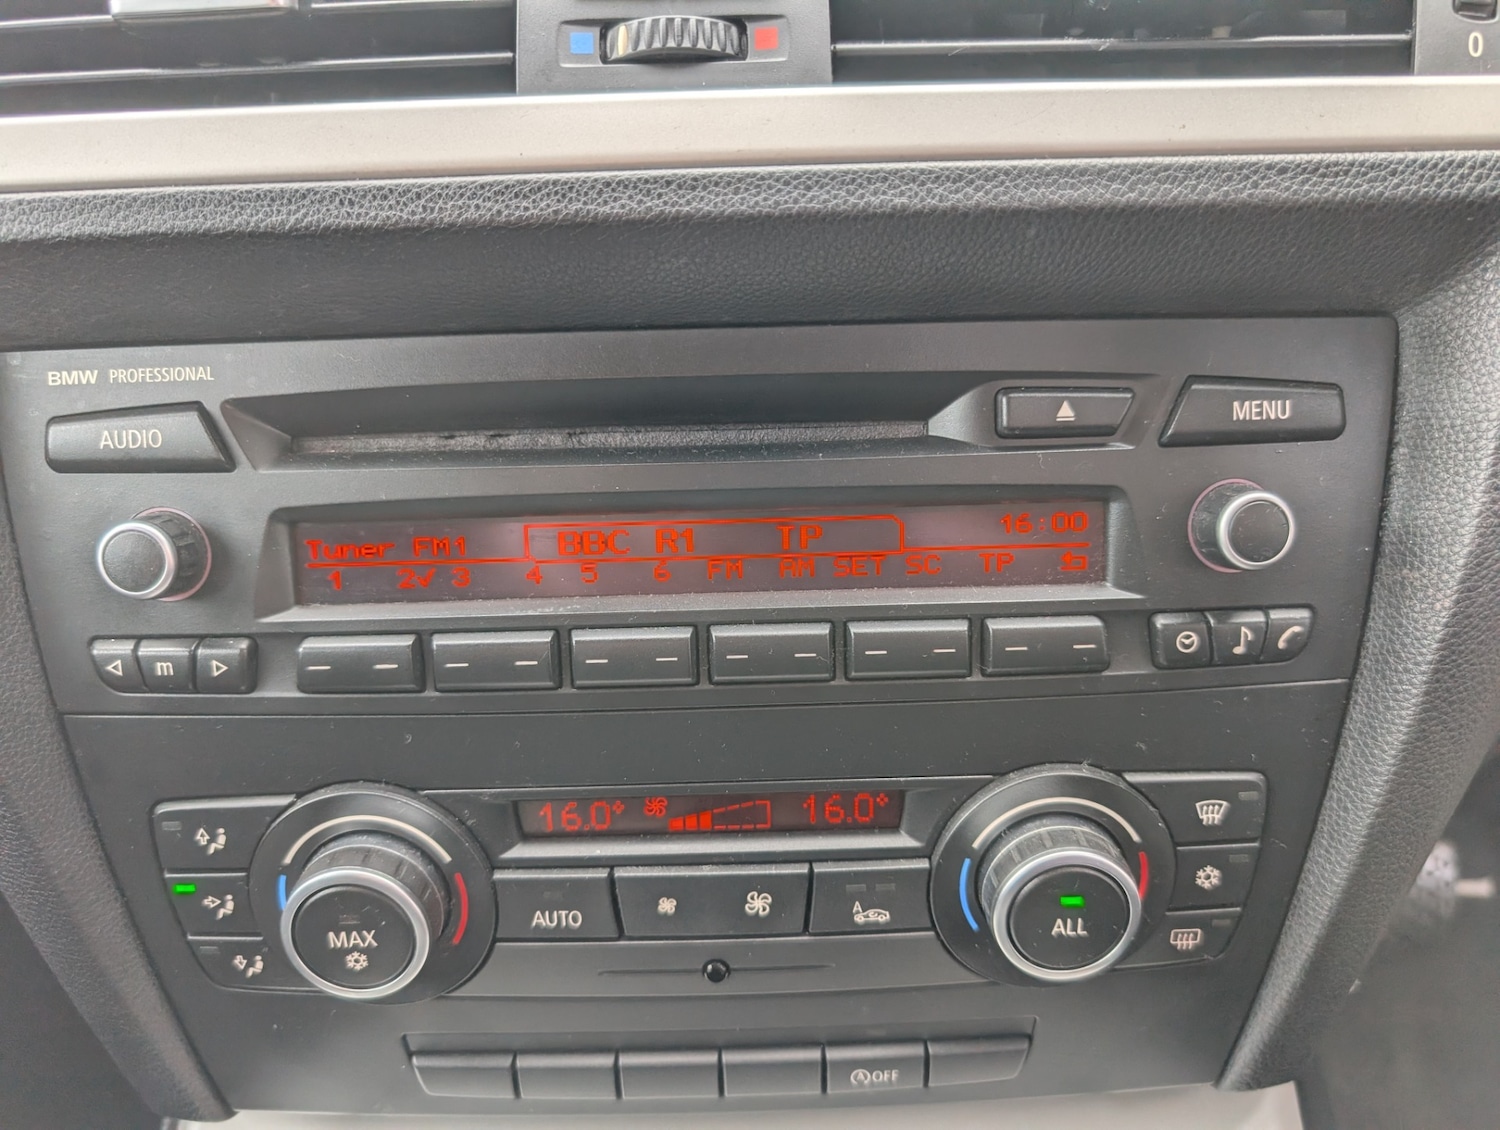 0
BMW PROFESSIONAL
AUDIO
MENU
Tuner FM1 BBC R1 TP 16:00
1 2✓ 3 4 5 6 FM AM SET SC TP
m
16.0° 16.0°
AUTO
A
MAX
ALL
A OFF